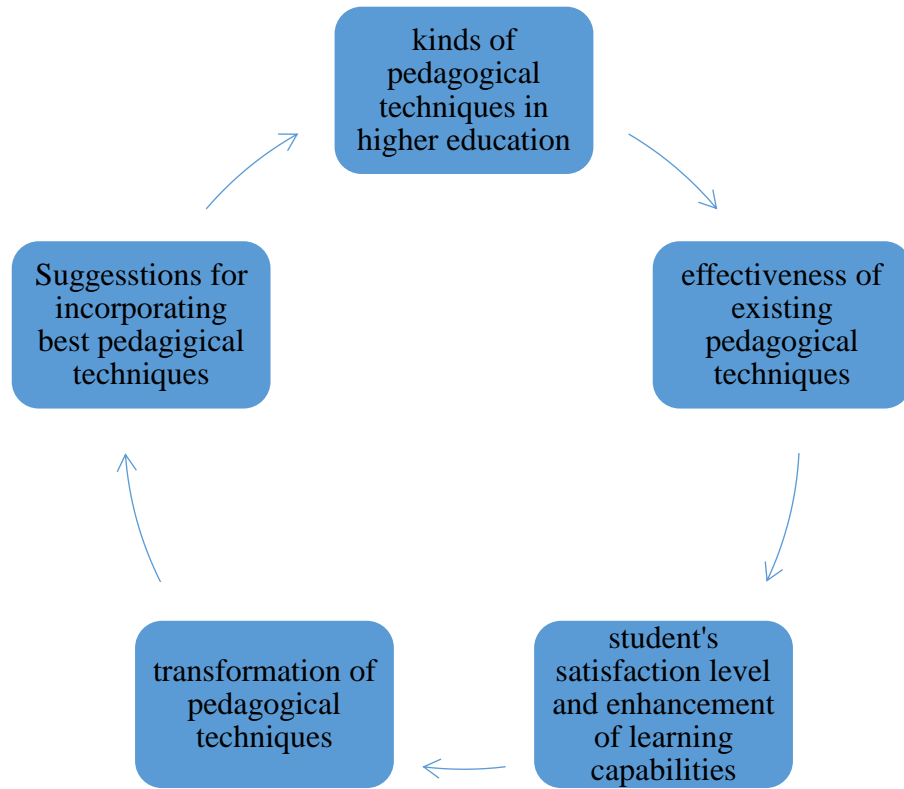 kinds of
pedagogical
techniques in
higher education
effectiveness of
existing
pedagogical
techniques
student's
satisfaction level
and enhancement
of learning
capabilities
transformation of
pedagogical
techniques
Suggesstions for
incorporating
best pedagigical
techniques